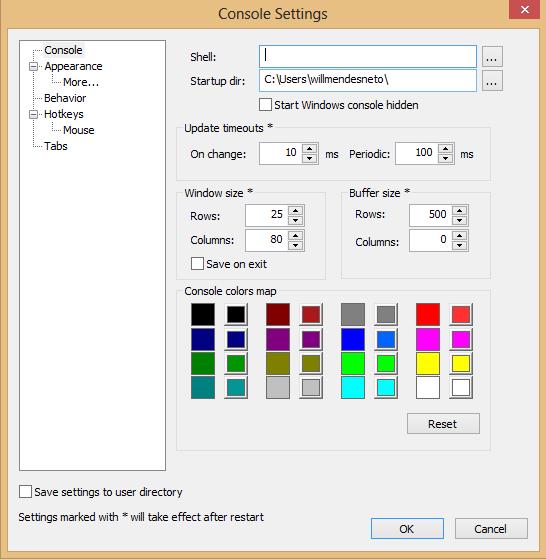 Console Settings
Console
Appearance
More...
Behavior
Hotkeys
Mouse
Tabs
Shell:
...
Startup dir: C:\Users\willmendesneto\
...
Start Windows console hidden
Update timeouts *
On change: 10 ms Periodic: 100 ms
Window size *
Rows: 25
Columns: 80
Save on exit
Buffer size *
Rows: 500
Columns: 0
Console colors map
Reset
Save settings to user directory
Settings marked with * will take effect after restart
OK
Cancel